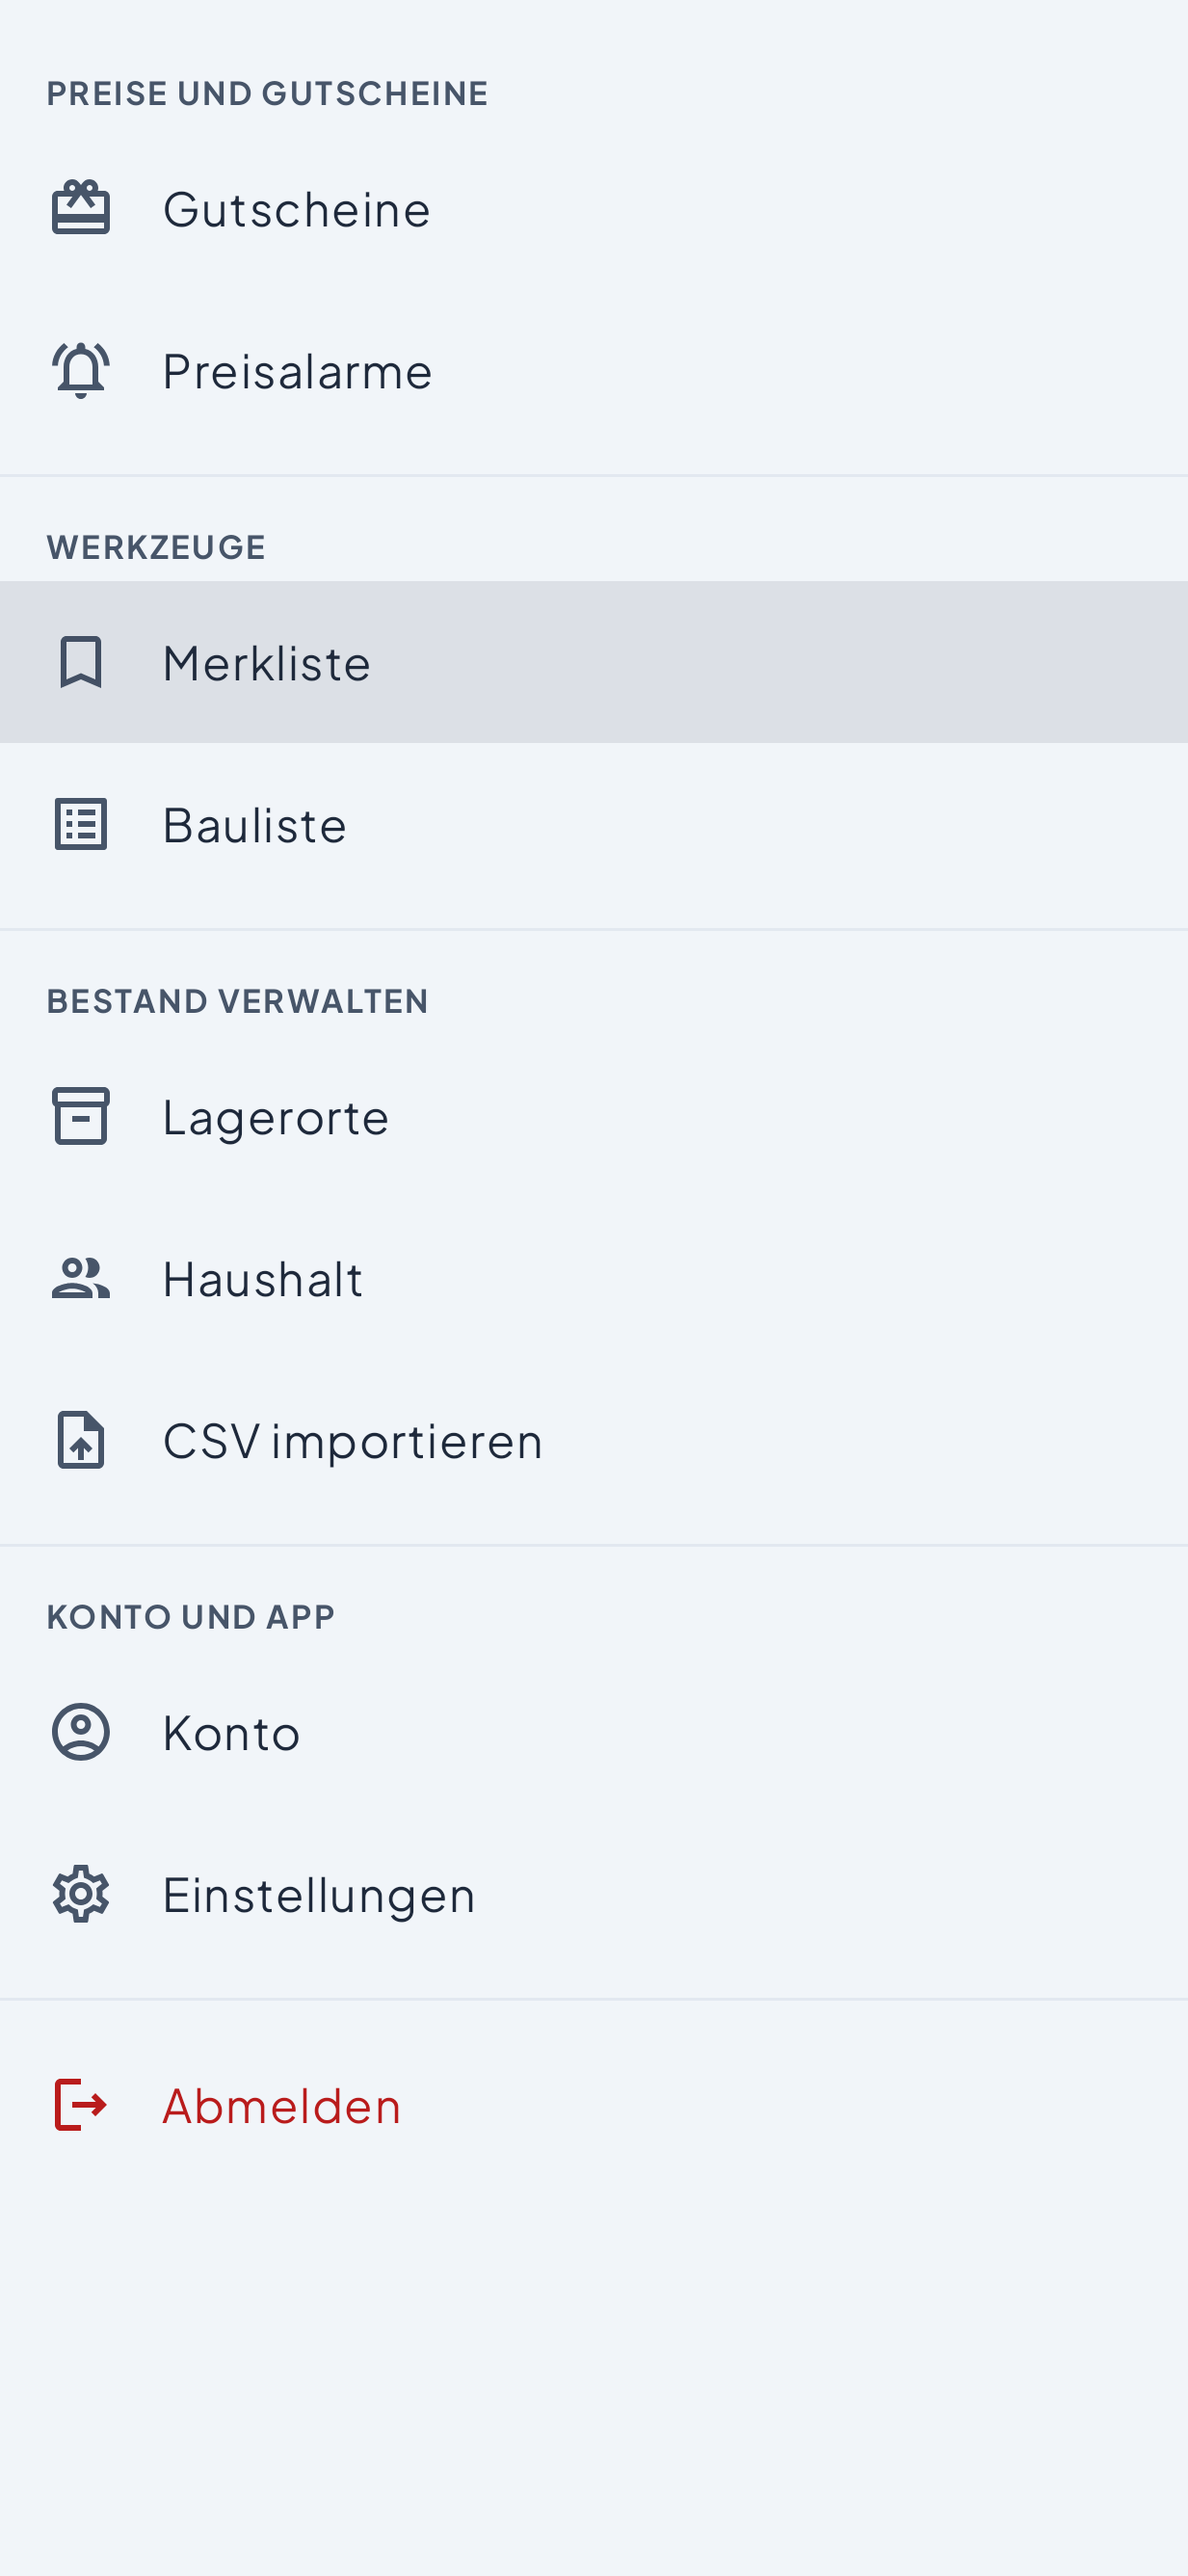 PREISE UND GUTSCHEINE
Gutscheine
Preisalarme
WERKZEUGE
Merkliste
Bauliste
BESTAND VERWALTEN
Lagerorte
Haushalt
CSV importieren
KONTO UND APP
Konto
Einstellungen
Abmelden